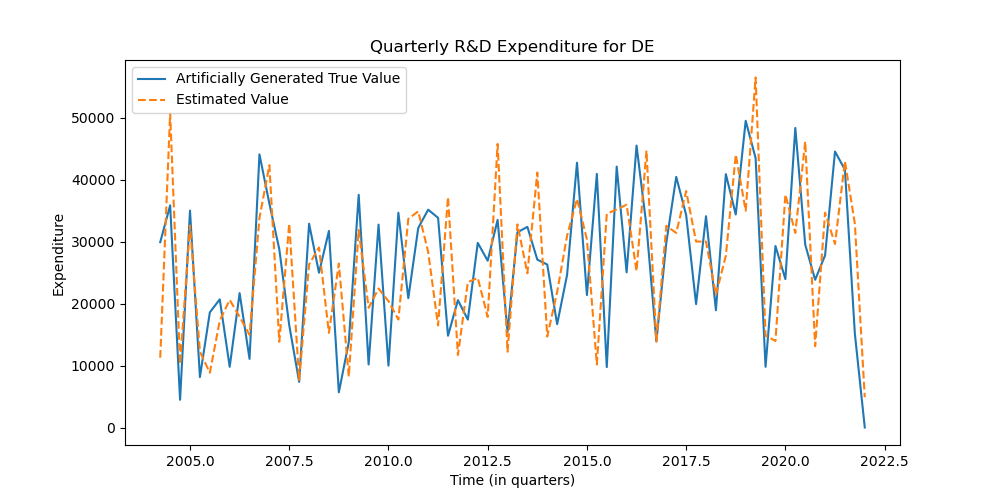 Quarterly R&D Expenditure for DE
Artificially Generated True Value
Estimated Value
50000
40000
30000
20000
10000
0
Expenditure
2005.0 2007.5 2010.0 2012.5 2015.0 2017.5 2020.0 2022.5
Time (in quarters)